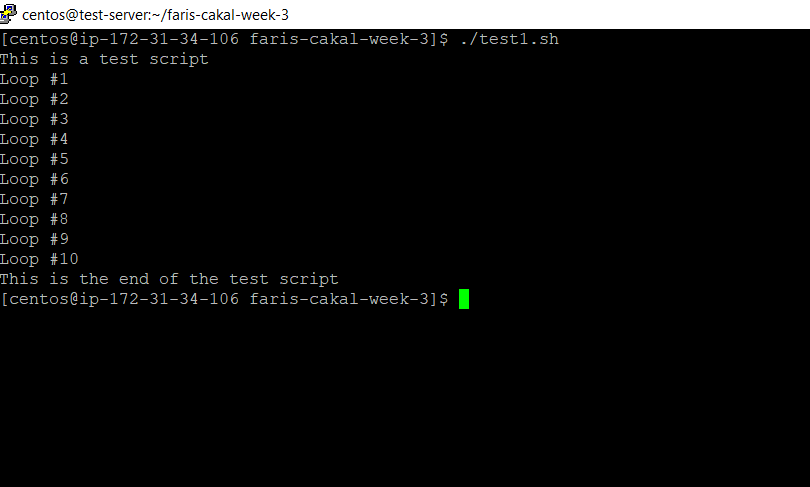 centos@test-server:~/faris-cakal-week-3
[centos@ip-172-31-34-106 faris-cakal-week-3]$ ./test1.sh
This is a test script
Loop #1
Loop #2
Loop #3
Loop #4
Loop #5
Loop #6
Loop #7
Loop #8
Loop #9
Loop #10
This is the end of the test script
[centos@ip-172-31-34-106 faris-cakal-week-3]$